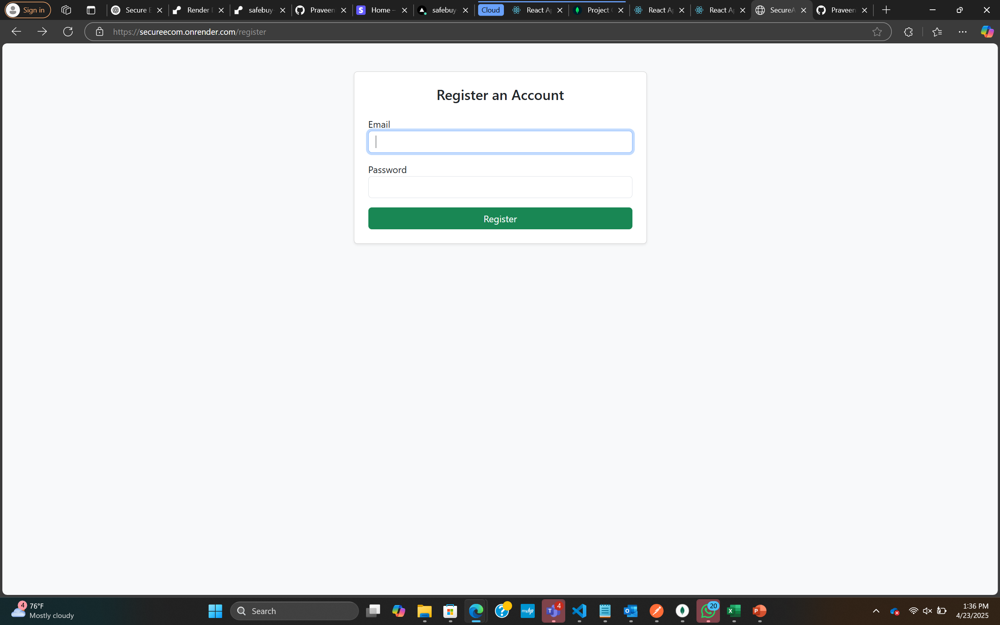 Sign in
Secure E
Render D
safebuy-
Praveen
Home –
safebuy
Cloud
React Ap
Project
React Ap
React Ap
SecureA
Praveen
https://secureecom.onrender.com/register
Register an Account
Email
Password
Register
4
76°F
Mostly cloudy
Search
myhp
4
20
1:36 PM
4/23/2025